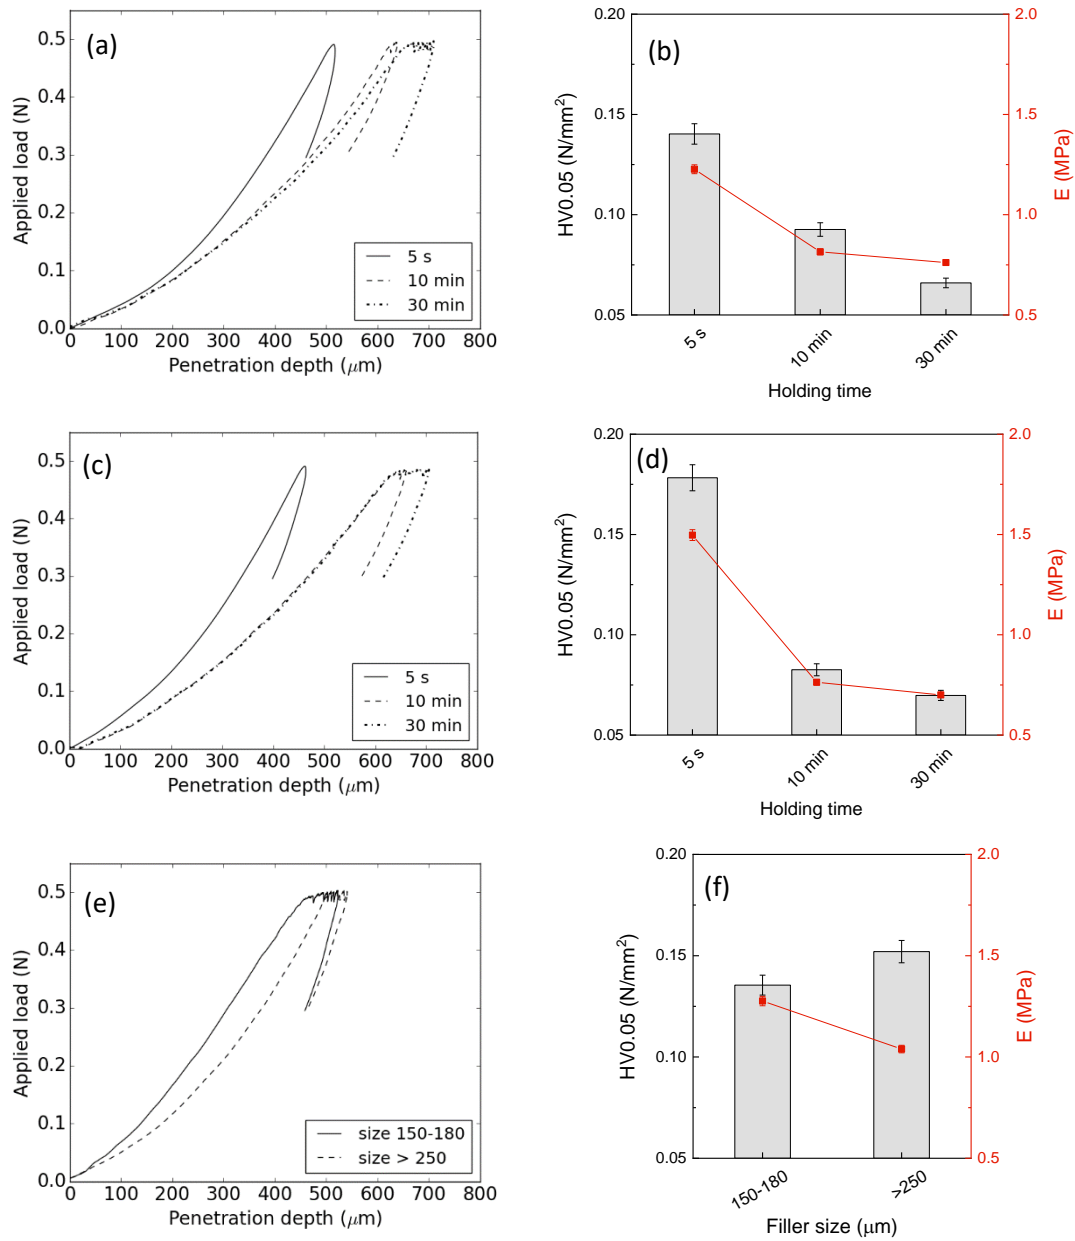 (a)
Applied load (N)
0.5
0.4
0.3
0.2
0.1
0.0
5 s
10 min
30 min
0 100 200 300 400 500 600 700 800
Penetration depth (μm)
(b)
HV0.05 (N/mm²)
0.20
0.15
0.10
0.05
2.0
1.5
1.0
0.5
E (MPa)
5 s
10 min
30 min
Holding time
(c)
Applied load (N)
0.5
0.4
0.3
0.2
0.1
0.0
5 s
10 min
30 min
0 100 200 300 400 500 600 700 800
Penetration depth (μm)
(d)
HV0.05 (N/mm²)
0.20
0.15
0.10
0.05
2.0
1.5
1.0
0.5
E (MPa)
5 s
10 min
30 min
Holding time
(e)
Applied load (N)
0.5
0.4
0.3
0.2
0.1
0.0
size 150-180
size > 250
0 100 200 300 400 500 600 700 800
Penetration depth (μm)
(f)
HV0.05 (N/mm²)
0.20
0.15
0.10
0.05
2.0
1.5
1.0
0.5
E (MPa)
150-180
>250
Filler size (μm)